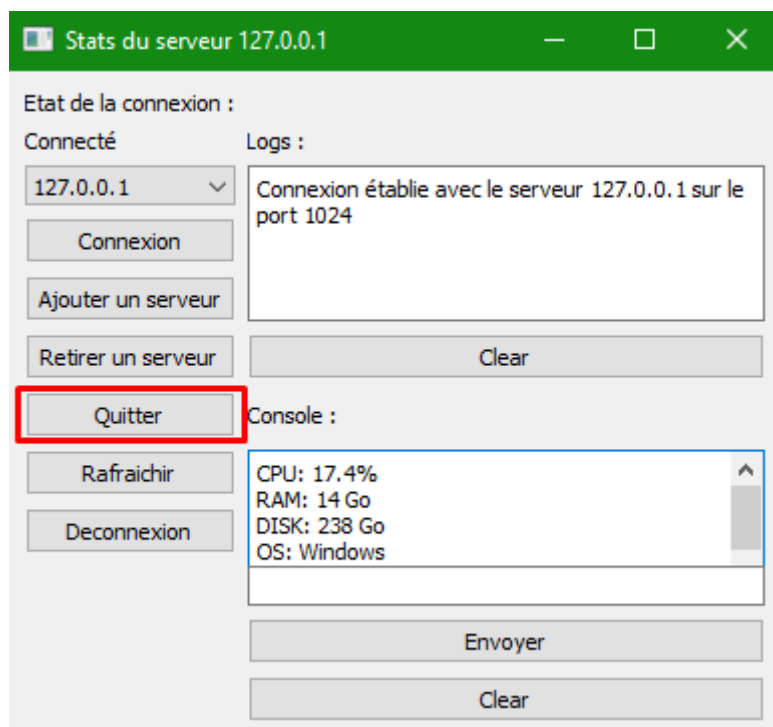 Stats du serveur 127.0.0.1
Etat de la connexion :
Connecté
Logs :
127.0.0.1
Connexion établie avec le serveur 127.0.0.1 sur le
port 1024
Connexion
Ajouter un serveur
Retirer un serveur
Clear
Quitter
Console :
Rafraichir
CPU: 17.4%
RAM: 14 Go
DISK: 238 Go
OS: Windows
Deconnexion
Envoyer
Clear